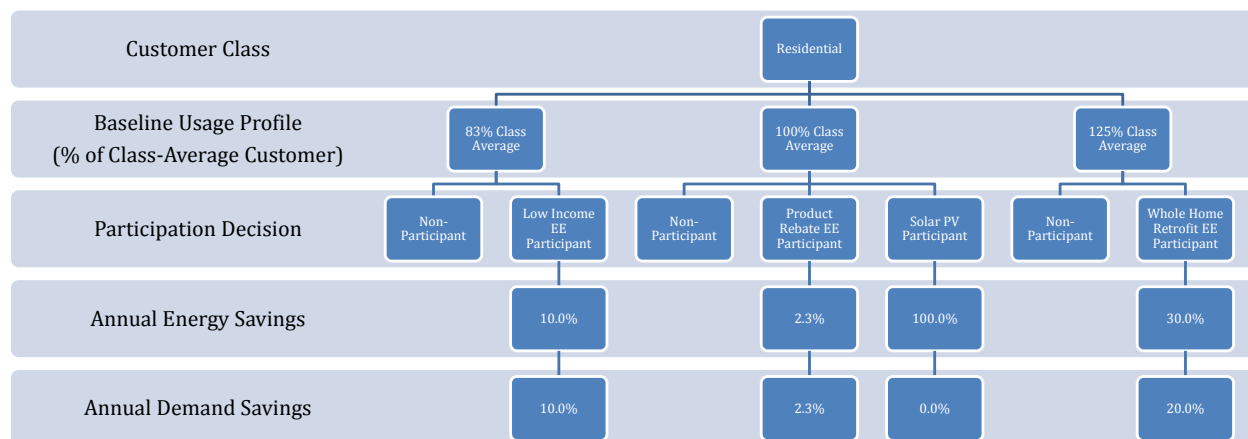 Customer Class
Residential
Baseline Usage Profile
(% of Class-Average Customer)
83% Class
Average
100% Class
Average
125% Class
Average
Participation Decision
Non-
Participant
Low Income
EE
Participant
Non-
Participant
Product
Rebate EE
Participant
Solar PV
Participant
Non-
Participant
Whole Home
Retrofit EE
Participant
Annual Energy Savings
10.0%
2.3%
100.0%
30.0%
Annual Demand Savings
10.0%
2.3%
0.0%
20.0%